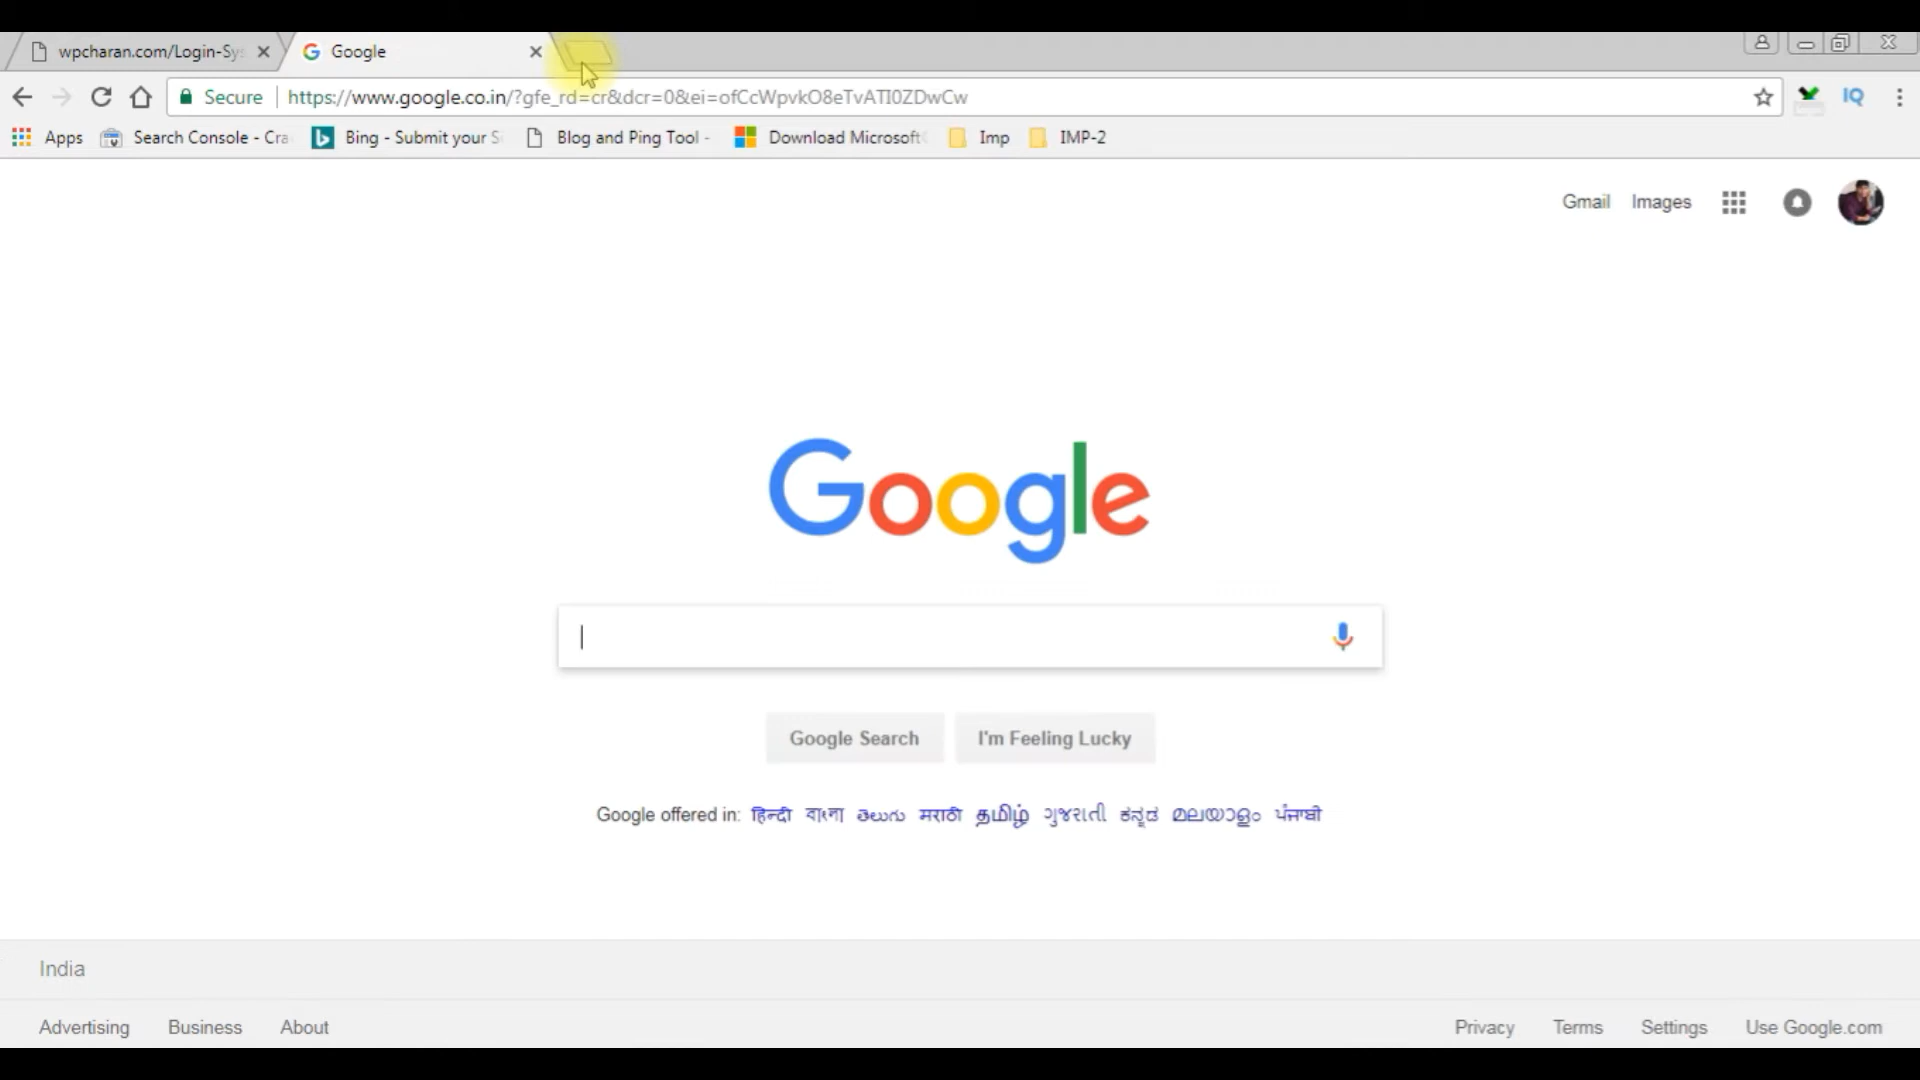 wpcharan.com/Login-Sys
Google
Secure https://www.google.co.in/?gfe_rd=cr&dcr=0&ei=ofCcWpvkO8eTvATI0ZDwCw
IQ
Apps Search Console - Cra Bing - Submit your S Blog and Ping Tool - Download Microsoft Imp IMP-2
Gmail Images
Google
Google Search I'm Feeling Lucky
Google offered in: हिन्दी বাংলা తెలుగు मराठी தமிழ் ગુજરાતી ಕನ್ನಡ മലയാളം ਪੰਜਾਬੀ
India
Advertising Business About Privacy Terms Settings Use Google.com